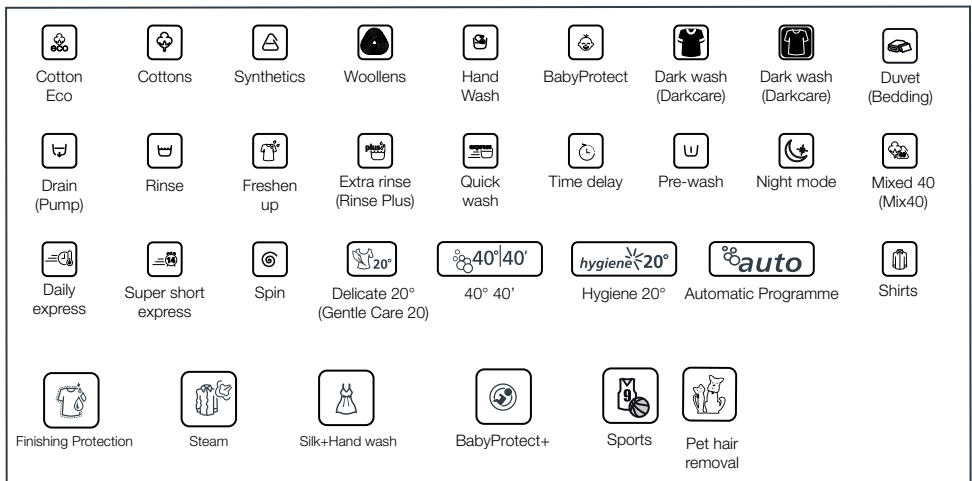 eco
Cotton
Eco
Cottons
Synthetics
Woollens
Hand
Wash
BabyProtect
Dark wash
(Darkcare)
Dark wash
(Darkcare)
Duvet
(Bedding)
Drain
(Pump)
Rinse
Freshen
up
plus
Extra rinse
(Rinse Plus)
express
Quick
wash
Time delay
Pre-wash
Night mode
Mixed 40
(Mix40)
Daily
express
14
Super short
express
Spin
20°
Delicate 20°
(Gentle Care 20)
40°|40'
40° 40’
hygiene 20°
Hygiene 20°
auto
Automatic Programme
Shirts
Finishing Protection
Steam
Silk+Hand wash
BabyProtect+
9
Sports
Pet hair
removal